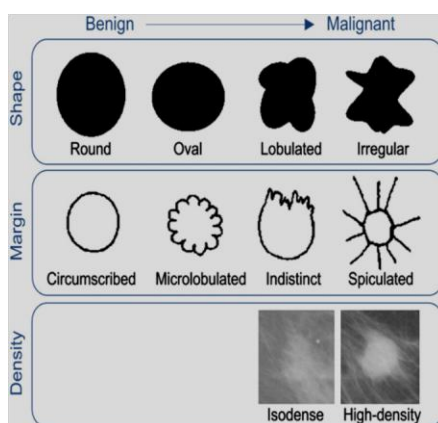 Benign Malignant
Shape
Round Oval Lobulated Irregular
Margin
Circumscribed Microlobulated Indistinct Spiculated
Density
Isodense High-density